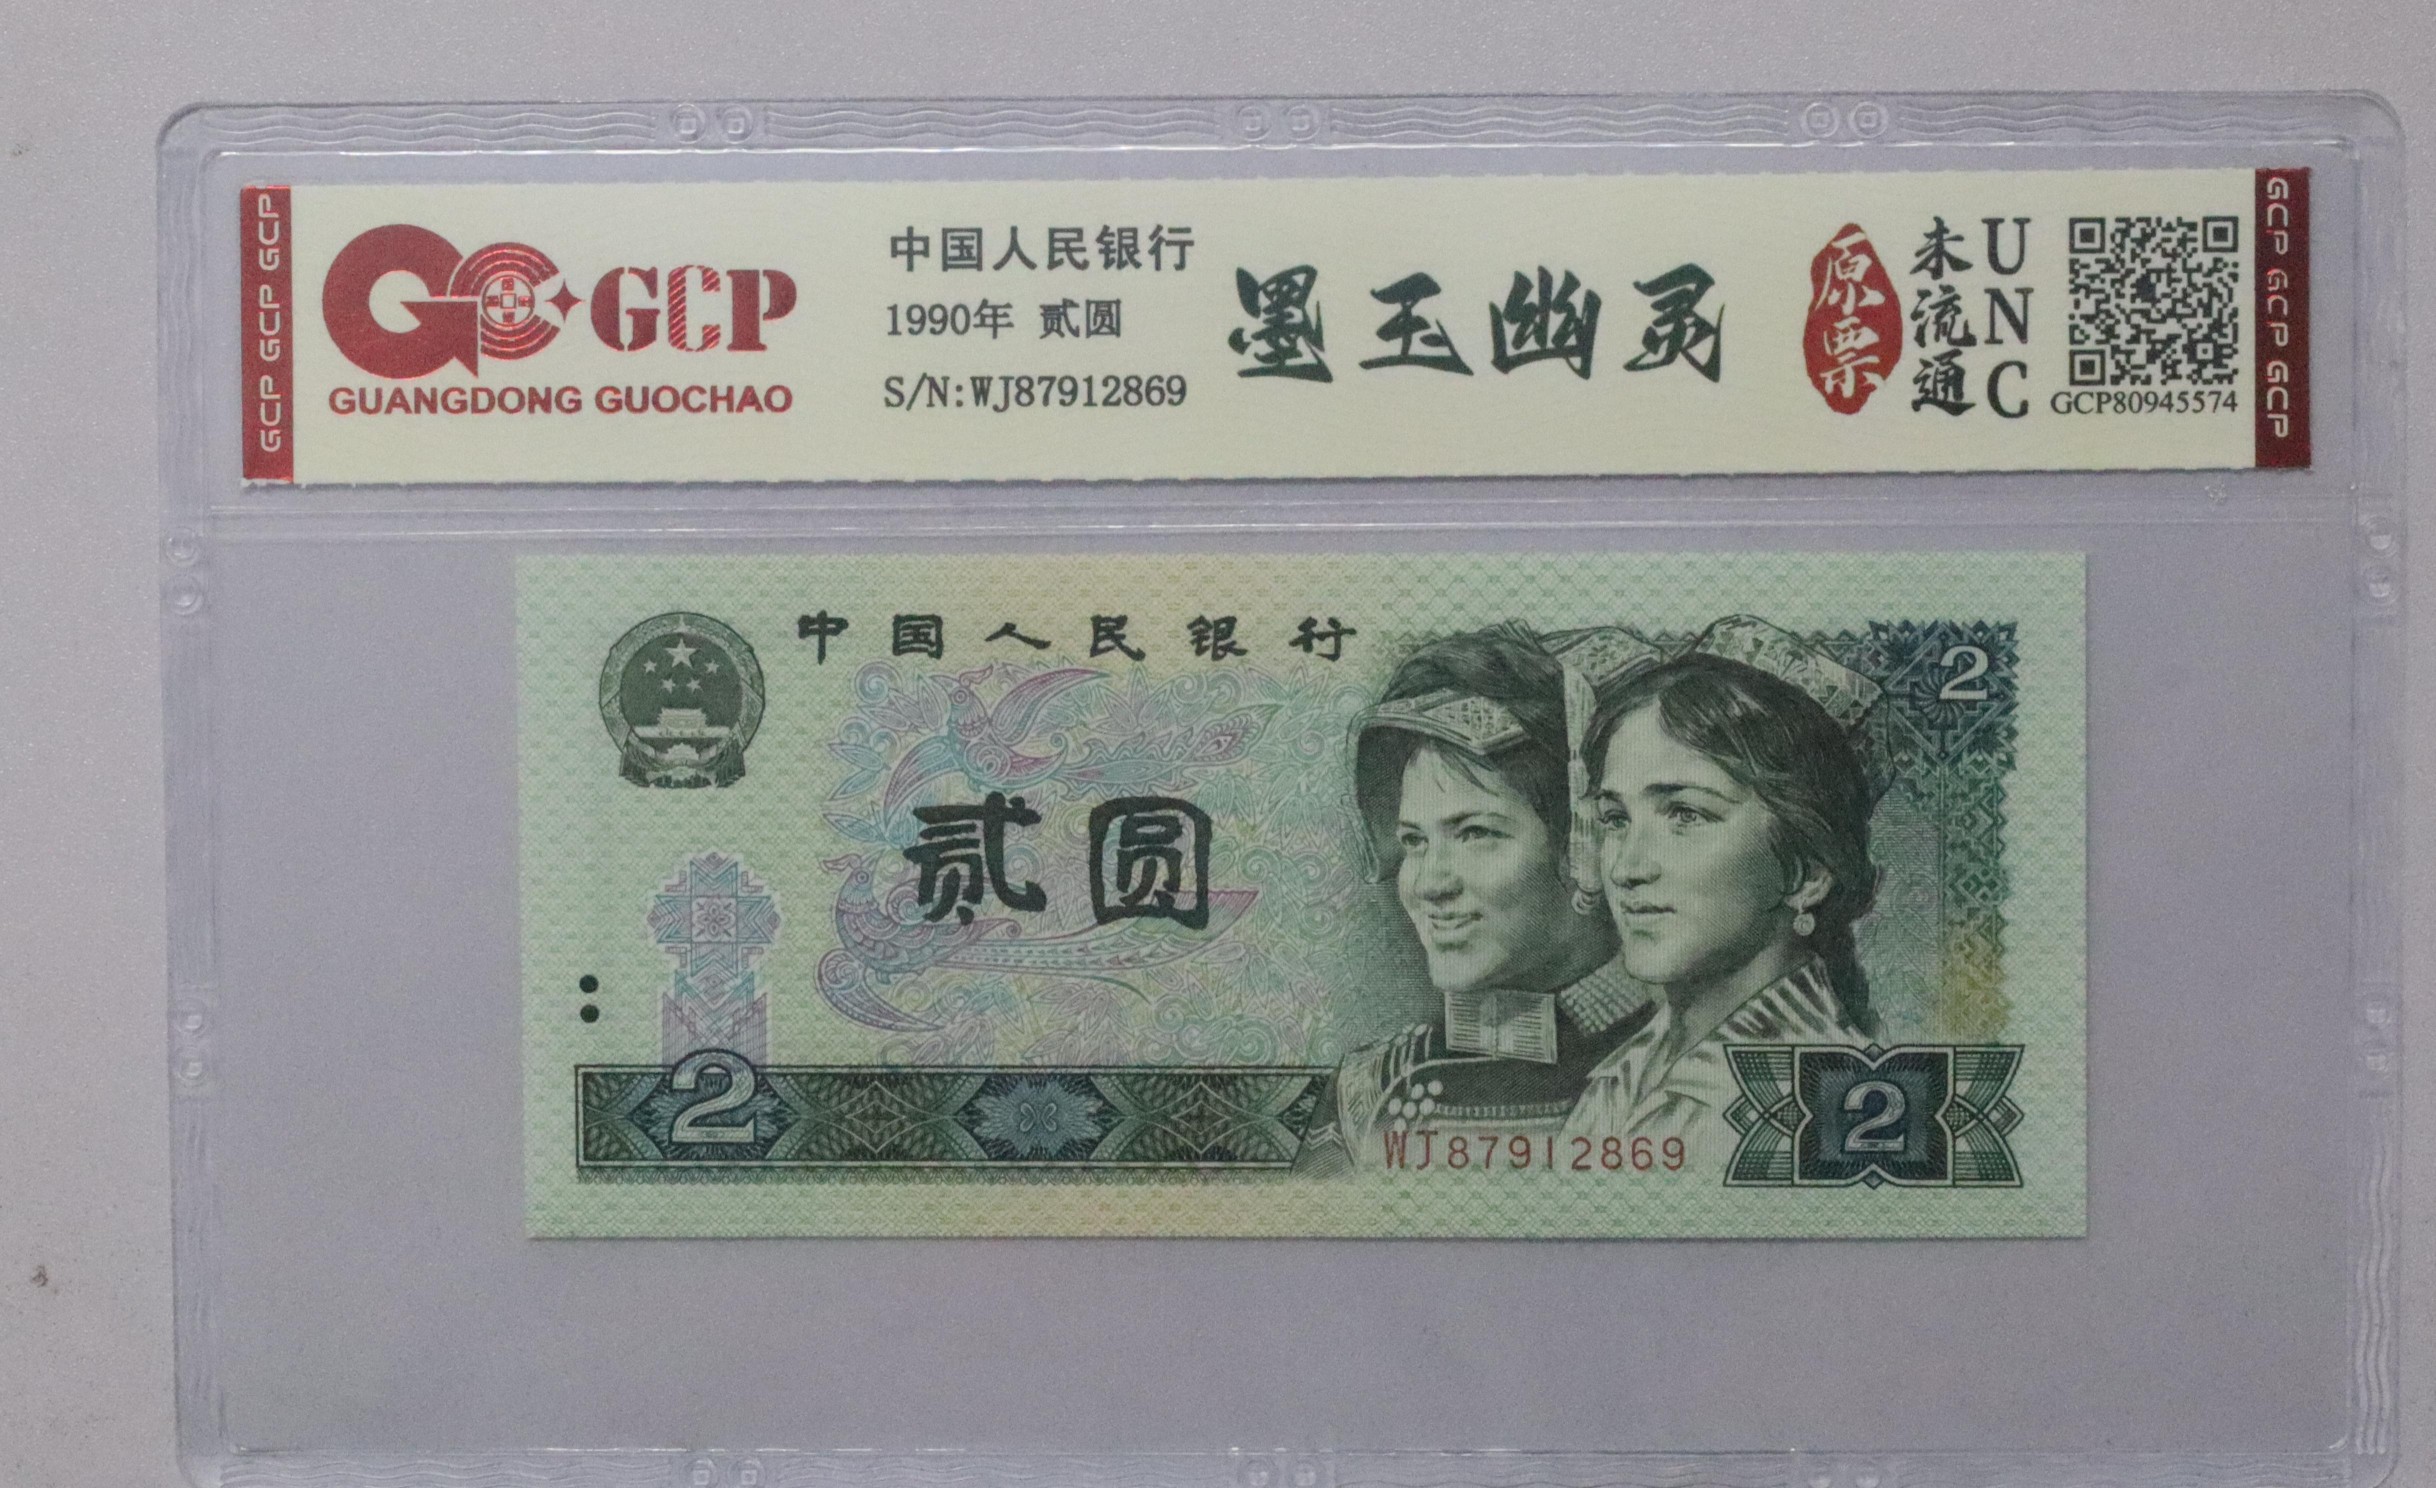 GCP GCP GCP
GCP
GUANGDONG GUOCHAO
中国人民银行
1990年 贰圆
S/N:WJ87912869
墨玉幽灵
原票
未流通
UNC
GCP80945574
GCP GCP GCP
中国人民银行
2
贰圆
2
WJ87912869
2